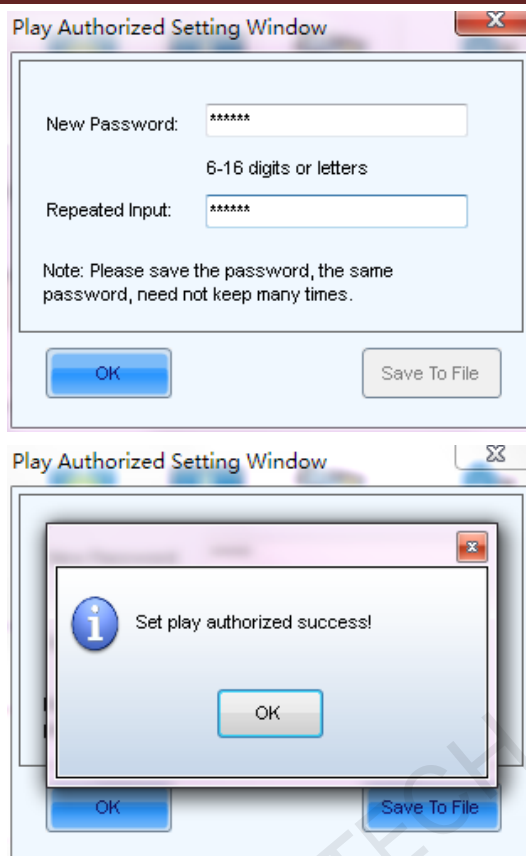 Play Authorized Setting Window
New Password: ******
6-16 digits or letters
Repeated Input: ******
Note: Please save the password, the same
password, need not keep many times.
OK Save To File
Play Authorized Setting Window
Set play authorized success!
OK
OK Save To File
TECH